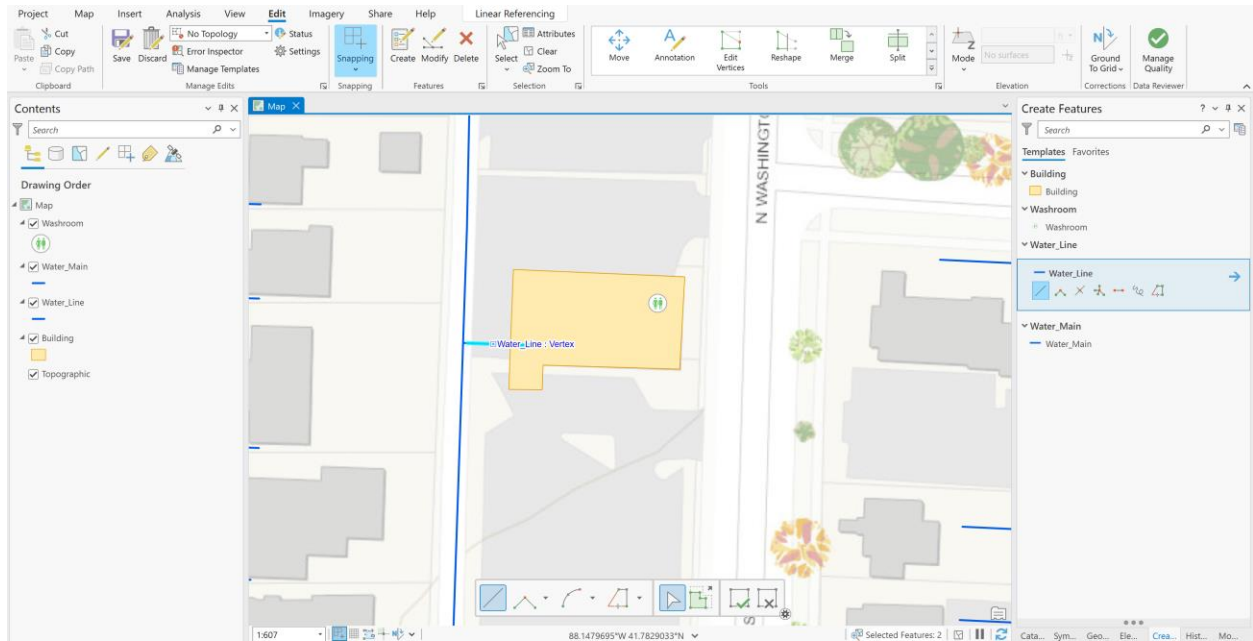 Project Map Insert Analysis View Edit Imagery Share Help Linear Referencing
Paste
Cut
Copy
Copy Path
Clipboard
Save
Discard
No Topology
Error Inspector
Manage Templates
Status
Settings
Manage Edits
Snapping
Snapping
Create
Modify
Delete
Features
Select
Attributes
Clear
Zoom To
Selection
Move
Annotation
Edit
Vertices
Reshape
Merge
Split
Tools
Z
Mode
No surfaces
Elevation
N
Ground
To Grid
Corrections
Manage
Quality
Data Reviewer
Contents
Search
Drawing Order
Map
Washroom
Water_Main
Water_Line
Building
Topographic
Map
N WASHINGTO
Water_Line : Vertex
1:607
88.1479695°W 41.7829033°N
Selected Features: 2
Create Features
?
Search
Templates Favorites
Building
Building
Washroom
Washroom
Water_Line
Water_Line
Water_Main
Water_Main
Cata... Sym... Geo... Ele... Crea... Hist... Mo...